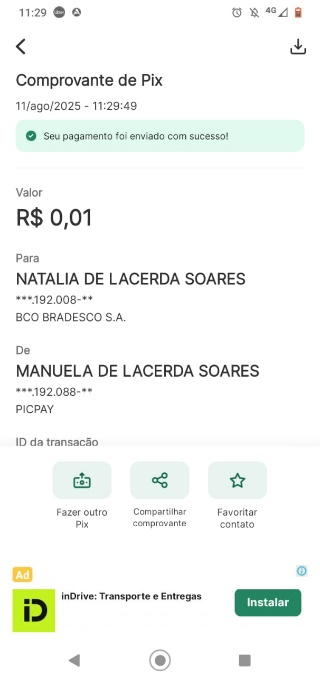 11:29
4G
Comprovante de Pix
11/ago/2025 - 11:29:49
Seu pagamento foi enviado com sucesso!
Valor
R$ 0,01
Para
NATALIA DE LACERDA SOARES
***.192.008-**
BCO BRADESCO S.A.
De
MANUELA DE LACERDA SOARES
***.192.088-**
PICPAY
ID da transação
Fazer outro
Pix
Compartilhar
comprovante
Favoritar
contato
Ad
iD
inDrive: Transporte e Entregas
Instalar